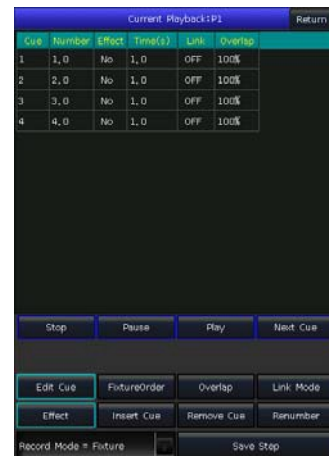 Current Playback:P1 Return
Cue Number Effect Time(s) Link Overlap
1 1.0 No 1.0 OFF 100%
2 2.0 No 1.0 OFF 100%
3 3.0 No 1.0 OFF 100%
4 4.0 No 1.0 OFF 100%
Stop Pause Play Next Cue
Edit Cue FixtureOrder Overlap Link Mode
Effect Insert Cue Remove Cue Renumber
Record Mode = Fixture Save Step